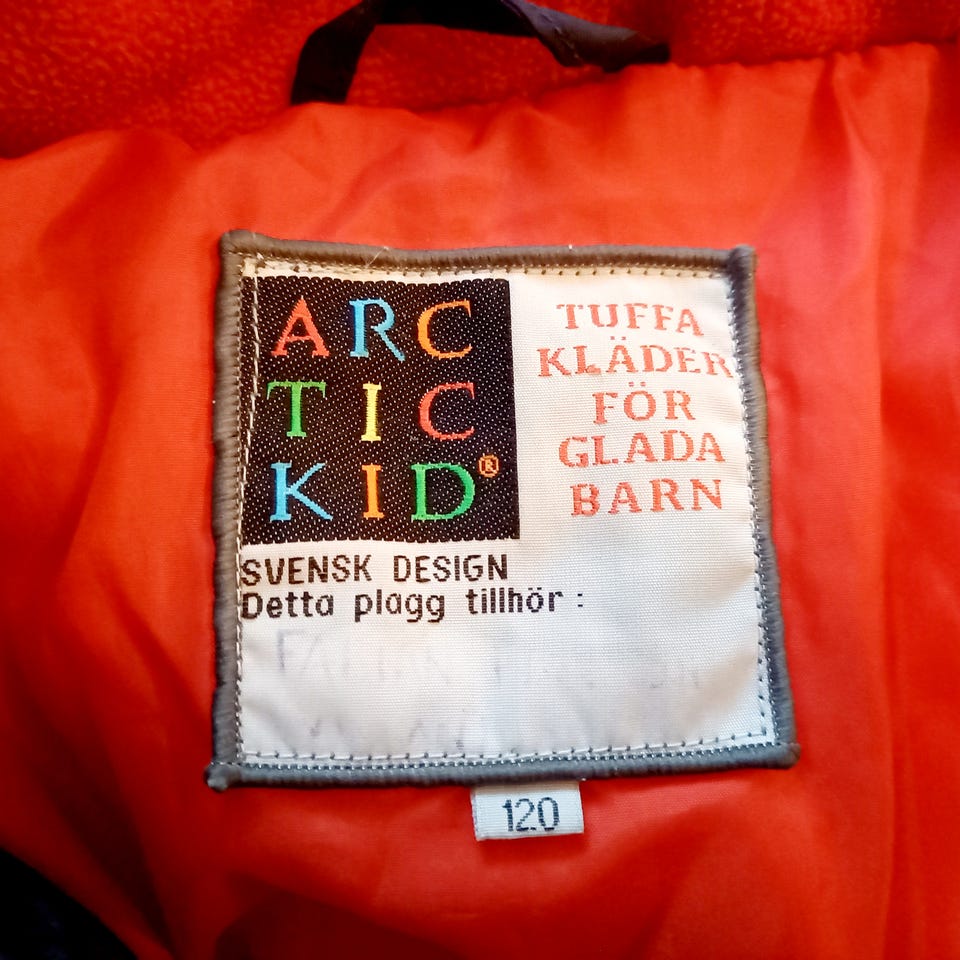 ARC
TIC
KID®
TUFFA
KLÄDER
FÖR
GLADA
BARN
SVENSK DESIGN
Detta plagg tillhör :
120